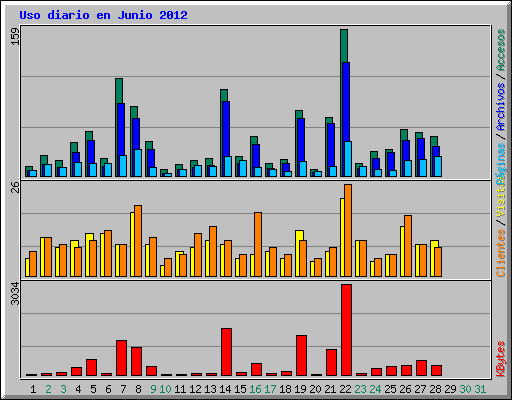 Uso diario en Junio 2012
159
26
3034
Accesos
/ Archivos
/ Páginas
Visitas
Clientes /
KBytes
1 2 3 4 5 6 7 8 9 10 11 12 13 14 15 16 17 18 19 20 21 22 23 24 25 26 27 28 29 30 31